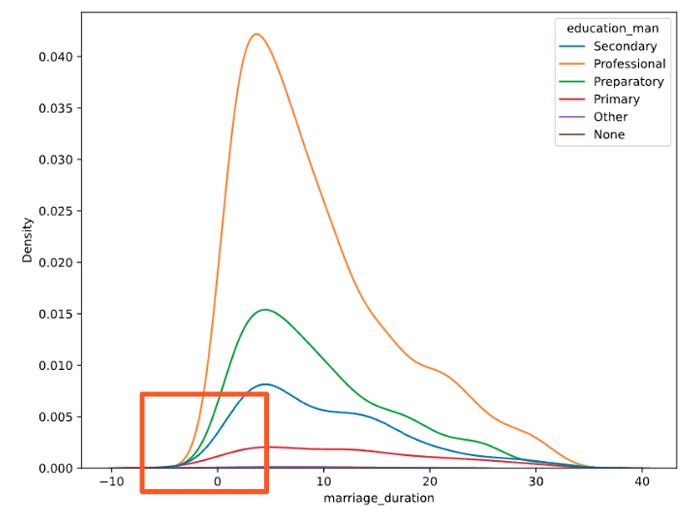 education_man
Secondary
Professional
Preparatory
Primary
Other
None
0.040
0.035
0.030
0.025
0.020
0.015
0.010
0.005
0.000
Density
−10 0 10 20 30 40
marriage_duration